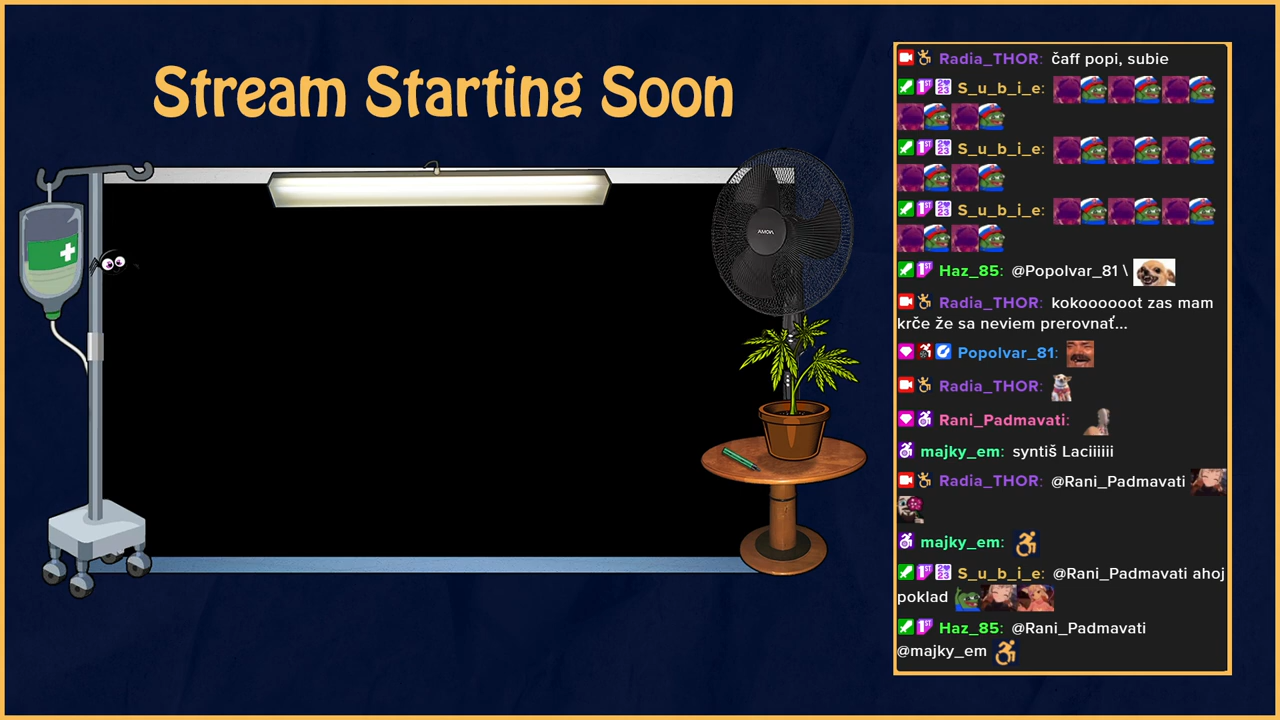 Stream Starting Soon
AMOVA
Radia_THOR: čaff popi, subie
S_u_b_i_e:
S_u_b_i_e:
S_u_b_i_e:
Haz_85: @Popolvar_81 \
Radia_THOR: kokoooooot zas mam
krče že sa neviem prerovnať...
Popolvar_81:
Radia_THOR:
Rani_Padmavati:
majky_em: syntiš Laciiiiii
Radia_THOR: @Rani_Padmavati
majky_em:
S_u_b_i_e: @Rani_Padmavati ahoj
poklad
Haz_85: @Rani_Padmavati
@majky_em